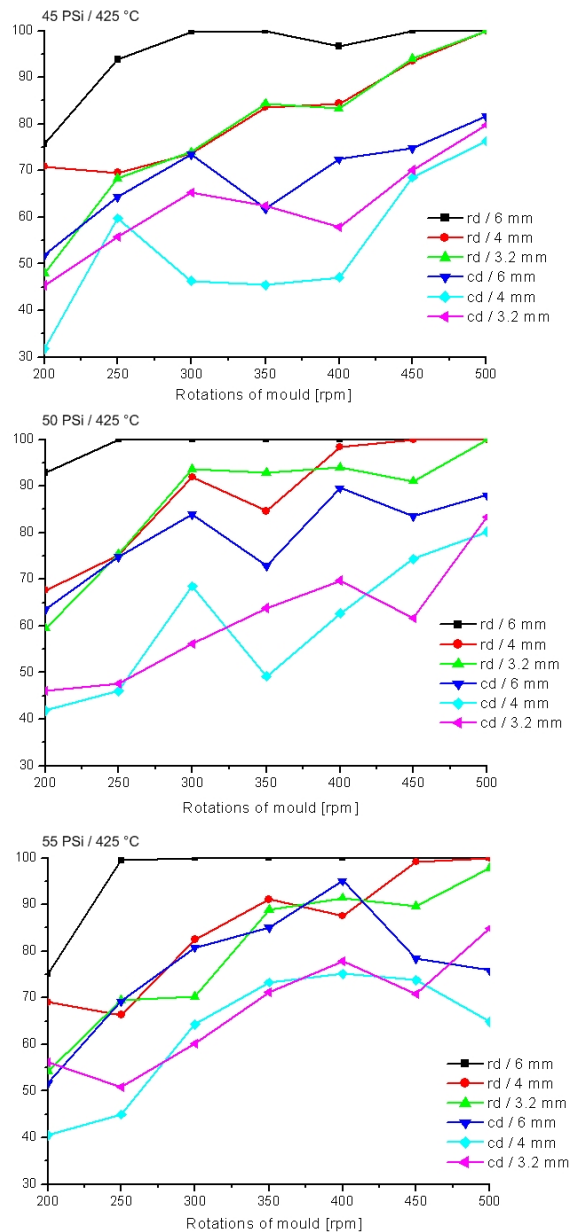 45 PSi / 425 °C
100
90
80
70
60
50
40
30
rd / 6 mm
rd / 4 mm
rd / 3.2 mm
cd / 6 mm
cd / 4 mm
cd / 3.2 mm
200 250 300 350 400 450 500
Rotations of mould [rpm]
50 PSi / 425 °C
100
90
80
70
60
50
40
30
rd / 6 mm
rd / 4 mm
rd / 3.2 mm
cd / 6 mm
cd / 4 mm
cd / 3.2 mm
200 250 300 350 400 450 500
Rotations of mould [rpm]
55 PSi / 425 °C
100
90
80
70
60
50
40
30
rd / 6 mm
rd / 4 mm
rd / 3.2 mm
cd / 6 mm
cd / 4 mm
cd / 3.2 mm
200 250 300 350 400 450 500
Rotations of mould [rpm]